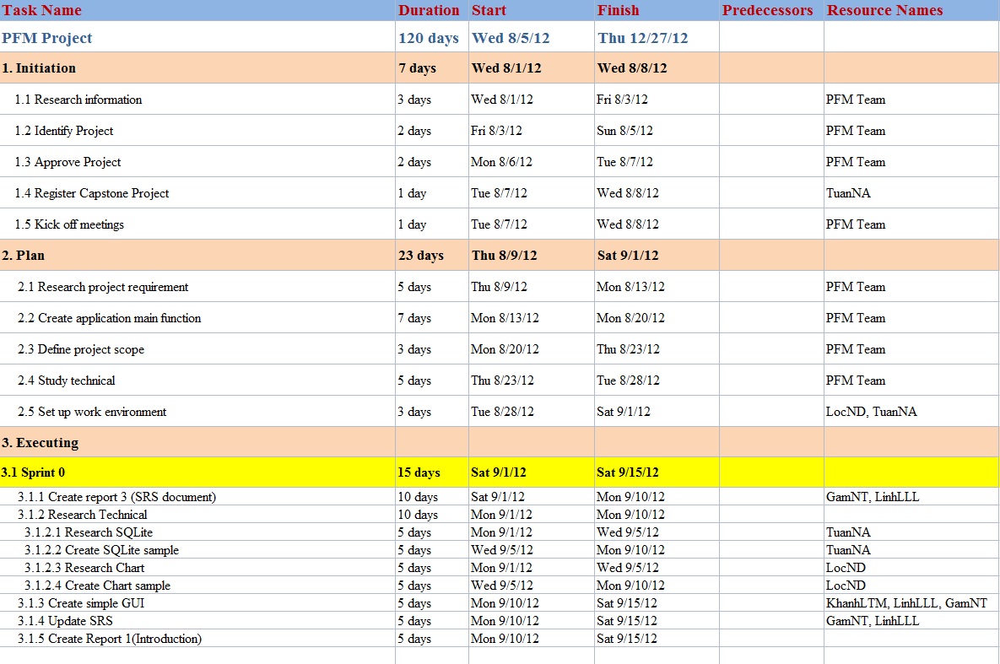 Task Name Duration Start Finish Predecessors Resource Names
PFM Project 120 days Wed 8/5/12 Thu 12/27/12
1. Initiation 7 days Wed 8/1/12 Wed 8/8/12
1.1 Research information 3 days Wed 8/1/12 Fri 8/3/12 PFM Team
1.2 Identify Project 2 days Fri 8/3/12 Sun 8/5/12 PFM Team
1.3 Approve Project 2 days Mon 8/6/12 Tue 8/7/12 PFM Team
1.4 Register Capstone Project 1 day Tue 8/7/12 Wed 8/8/12 TuanNA
1.5 Kick off meetings 1 day Tue 8/7/12 Wed 8/8/12 PFM Team
2. Plan 23 days Thu 8/9/12 Sat 9/1/12
2.1 Research project requirement 5 days Thu 8/9/12 Mon 8/13/12 PFM Team
2.2 Create application main function 7 days Mon 8/13/12 Mon 8/20/12 PFM Team
2.3 Define project scope 3 days Mon 8/20/12 Thu 8/23/12 PFM Team
2.4 Study technical 5 days Thu 8/23/12 Tue 8/28/12 PFM Team
2.5 Set up work environment 3 days Tue 8/28/12 Sat 9/1/12 LocND, TuanNA
3. Executing
3.1 Sprint 0 15 days Sat 9/1/12 Sat 9/15/12
3.1.1 Create report 3 (SRS document) 10 days Sat 9/1/12 Mon 9/10/12 GamNT, LinhLLL
3.1.2 Research Technical 10 days Mon 9/1/12 Mon 9/10/12
3.1.2.1 Research SQLite 5 days Mon 9/1/12 Wed 9/5/12 TuanNA
3.1.2.2 Create SQLite sample 5 days Wed 9/5/12 Mon 9/10/12 TuanNA
3.1.2.3 Research Chart 5 days Mon 9/1/12 Wed 9/5/12 LocND
3.1.2.4 Create Chart sample 5 days Wed 9/5/12 Mon 9/10/12 LocND
3.1.3 Create simple GUI 5 days Mon 9/10/12 Sat 9/15/12 KhanhLTM, LinhLLL, GamNT
3.1.4 Update SRS 5 days Mon 9/10/12 Sat 9/15/12 GamNT, LinhLLL
3.1.5 Create Report 1(Introduction) 5 days Mon 9/10/12 Sat 9/15/12